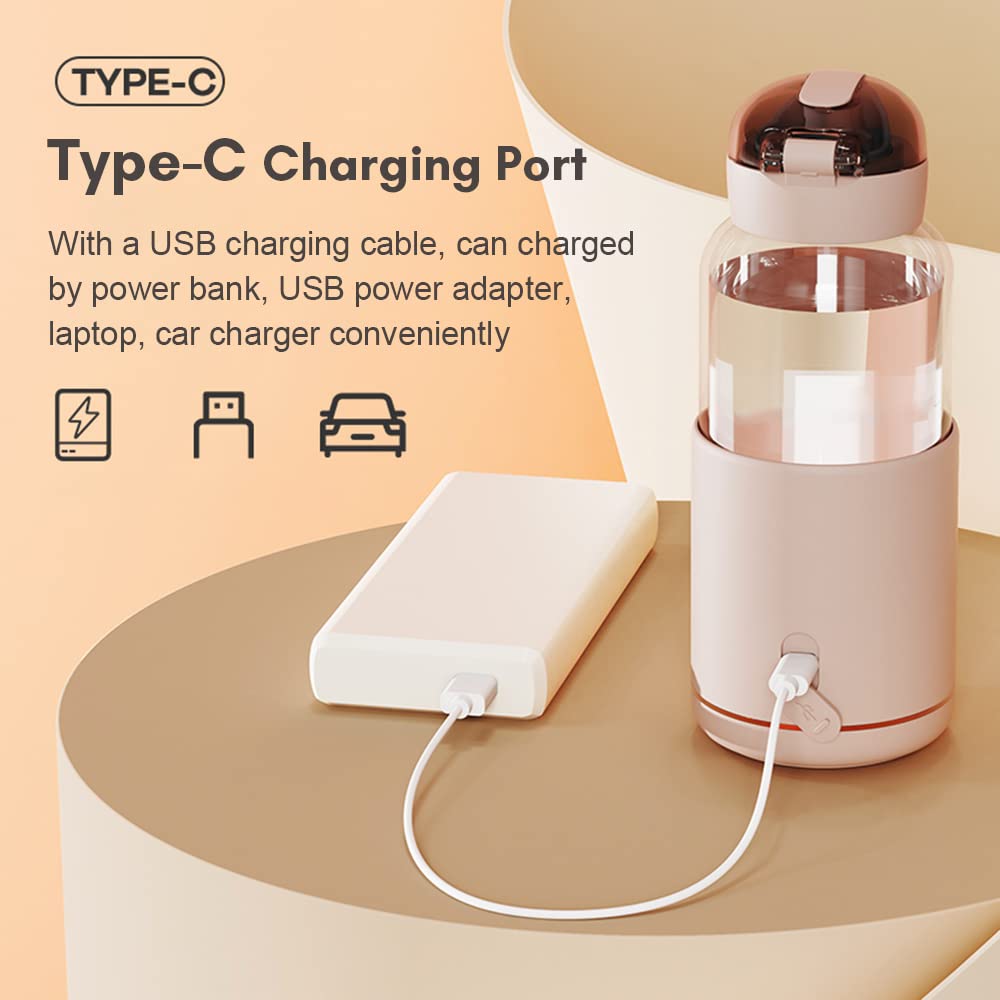 TYPE-C
Type-C Charging Port
With a USB charging cable, can charged
by power bank, USB power adapter,
laptop, car charger conveniently